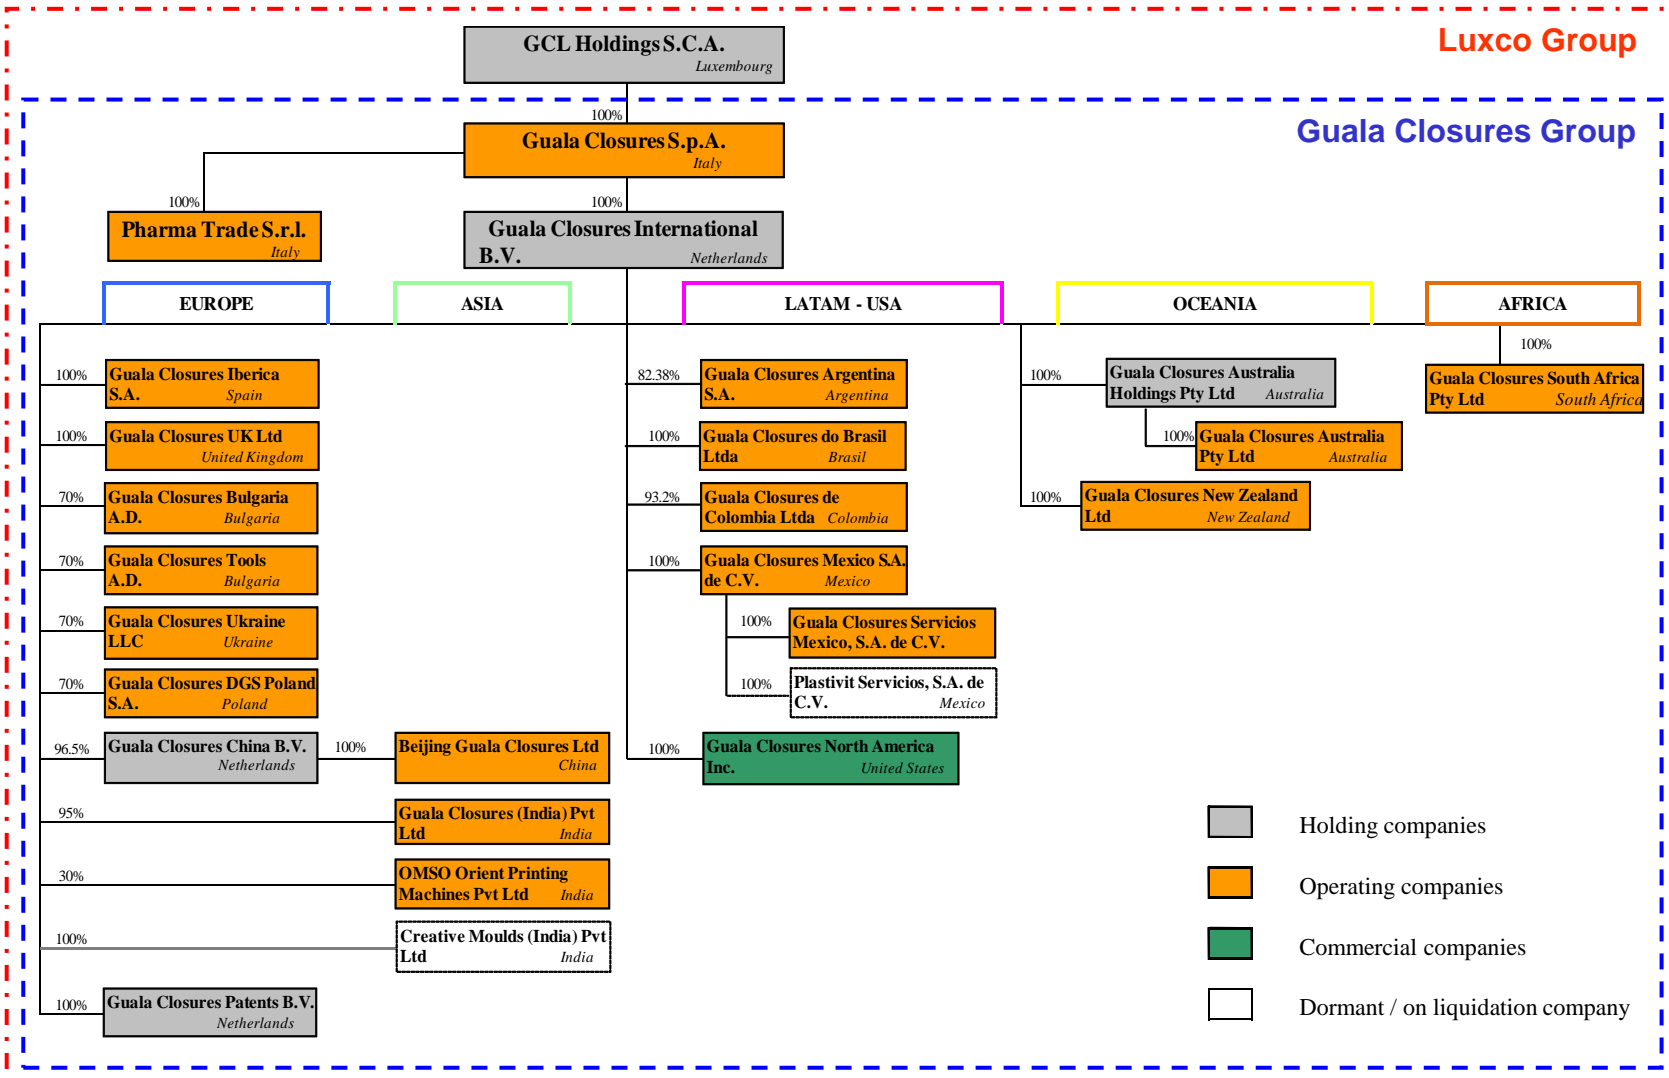 GCL Holdings S.C.A.
Luxembourg
Luxco Group
100%
Guala Closures S.p.A.
Italy
Guala Closures Group
100%
Pharma Trade S.r.l.
Italy
100%
Guala Closures International
B.V. Netherlands
EUROPE
ASIA
LATAM - USA
OCEANIA
AFRICA
100%
Guala Closures Iberica
S.A. Spain
100%
Guala Closures UK Ltd
United Kingdom
70%
Guala Closures Bulgaria
A.D. Bulgaria
70%
Guala Closures Tools
A.D. Bulgaria
70%
Guala Closures Ukraine
LLC Ukraine
70%
Guala Closures DGS Poland
S.A. Poland
96.5%
Guala Closures China B.V.
Netherlands
100%
Beijing Guala Closures Ltd
China
95%
Guala Closures (India) Pvt
Ltd India
30%
OMSO Orient Printing
Machines Pvt Ltd India
100%
Creative Moulds (India) Pvt
Ltd India
100%
Guala Closures Patents B.V.
Netherlands
82.38%
Guala Closures Argentina
S.A. Argentina
100%
Guala Closures do Brasil
Ltda Brasil
93.2%
Guala Closures de
Colombia Ltda Colombia
100%
Guala Closures Mexico S.A.
de C.V. Mexico
100%
Guala Closures Servicios
Mexico, S.A. de C.V.
100%
Plastivit Servicios, S.A. de
C.V. Mexico
100%
Guala Closures North America
Inc. United States
100%
Guala Closures Australia
Holdings Pty Ltd Australia
100%
Guala Closures Australia
Pty Ltd Australia
100%
Guala Closures New Zealand
Ltd New Zealand
100%
Guala Closures South Africa
Pty Ltd South Africa
Holding companies
Operating companies
Commercial companies
Dormant / on liquidation company